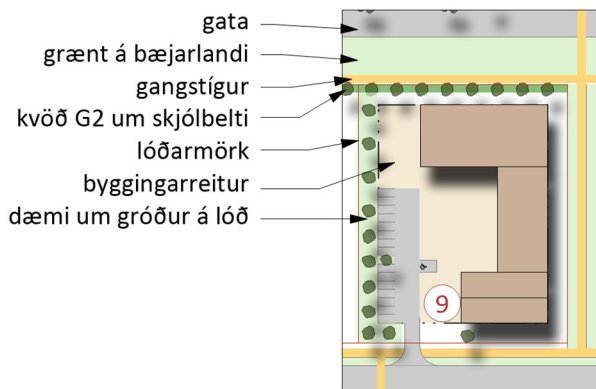 gata
grænt á bæjarlandi
gangstígur
kvöð G2 um skjólbelti
lóðarmörk
byggingarreitur
dæmi um gróður á lóð
9